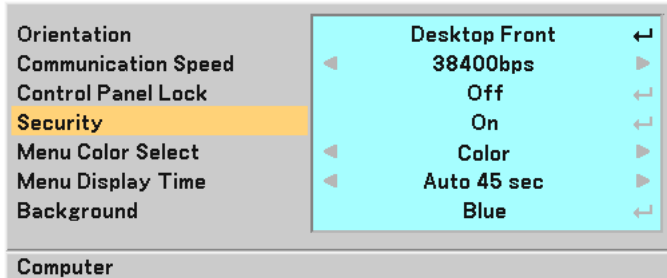 Orientation Desktop Front
Communication Speed 38400bps
Control Panel Lock Off
Security On
Menu Color Select Color
Menu Display Time Auto 45 sec
Background Blue
Computer